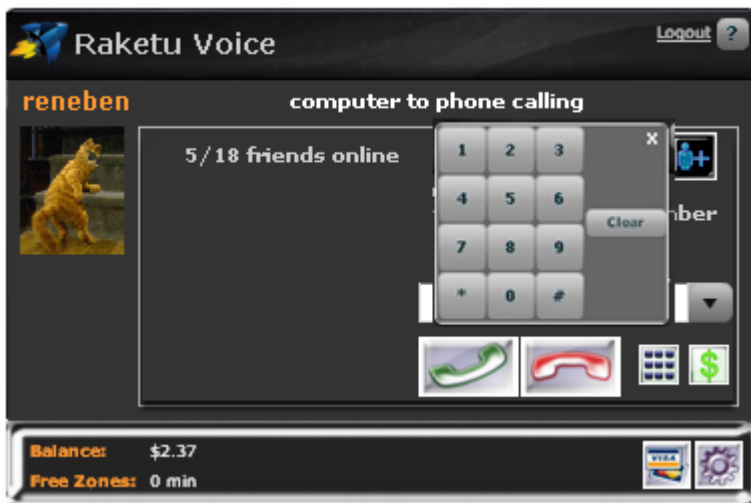 Raketu Voice
Logout ?
reneben
computer to phone calling
5/18 friends online
1 2 3 x
4 5 6
Clear
7 8 9
* 0 #
Balance: $2.37
Free Zones: 0 min
VISA